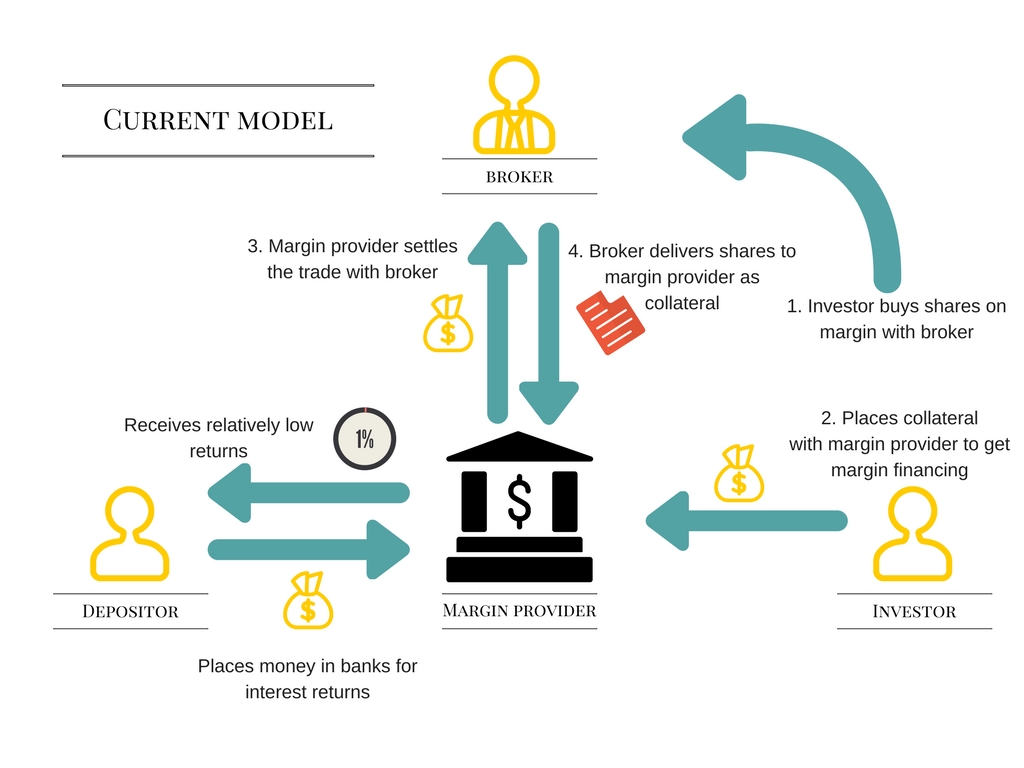 Current model
broker
3. Margin provider settles
the trade with broker
4. Broker delivers shares to
margin provider as
collateral
1. Investor buys shares on
margin with broker
$
Receives relatively low
returns
1%
2. Places collateral
with margin provider to get
margin financing
$
$
Depositor
Margin provider
Investor
$
Places money in banks for
interest returns